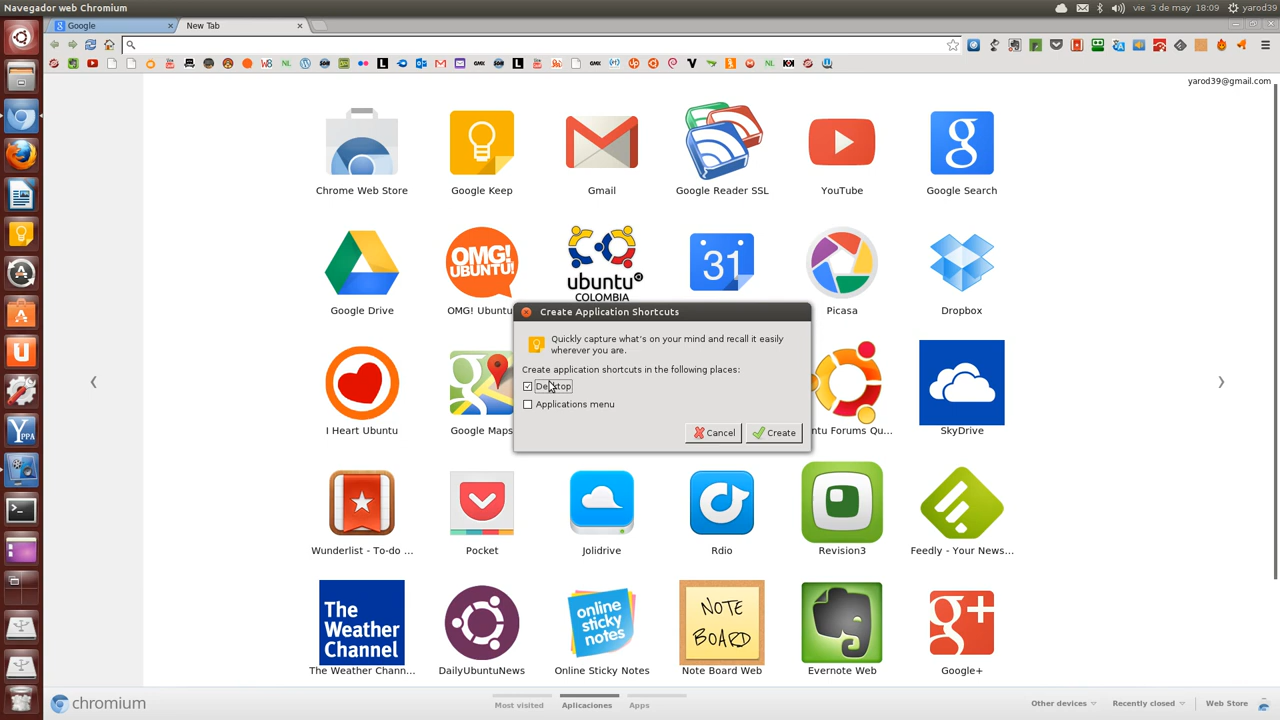 Navegador web Chromium
vie 3 de may 18:09
yarod39
Google
New Tab
yarod39@gmail.com
Chrome Web Store
Google Keep
Gmail
Google Reader SSL
YouTube
Google Search
OMG!
UBUNTU!
ubuntu
COLOMBIA
31
Google Drive
OMG! Ubuntu
Picasa
Dropbox
Create Application Shortcuts
Quickly capture what's on your mind and recall it easily
wherever you are.
Create application shortcuts in the following places:
Desktop
Applications menu
Cancel
Create
I Heart Ubuntu
Google Maps
ntu Forums Qu...
SkyDrive
Wunderlist - To-do ...
Pocket
Jolidrive
Rdio
Revision3
Feedly - Your News...
The
Weather
Channel
online
sticky
notes
NOTE
BOARD
g+
The Weather Chann...
DailyUbuntuNews
Online Sticky Notes
Note Board Web
Evernote Web
Google+
chromium
Most visited
Aplicaciones
Apps
Other devices
Recently closed
Web Store